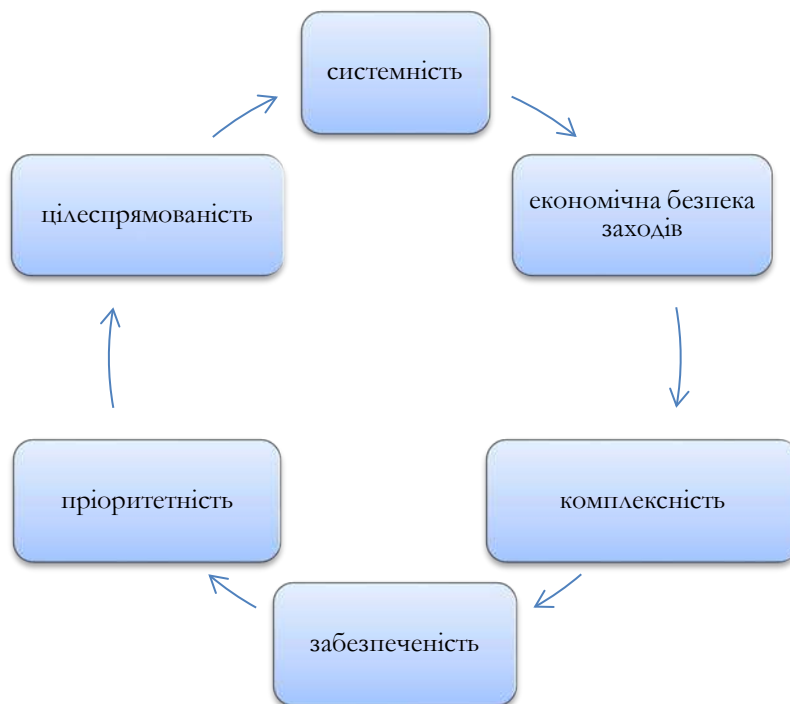 системність
економічна безпека
заходів
комплексність
забезпеченість
пріоритетність
цілеспрямованість